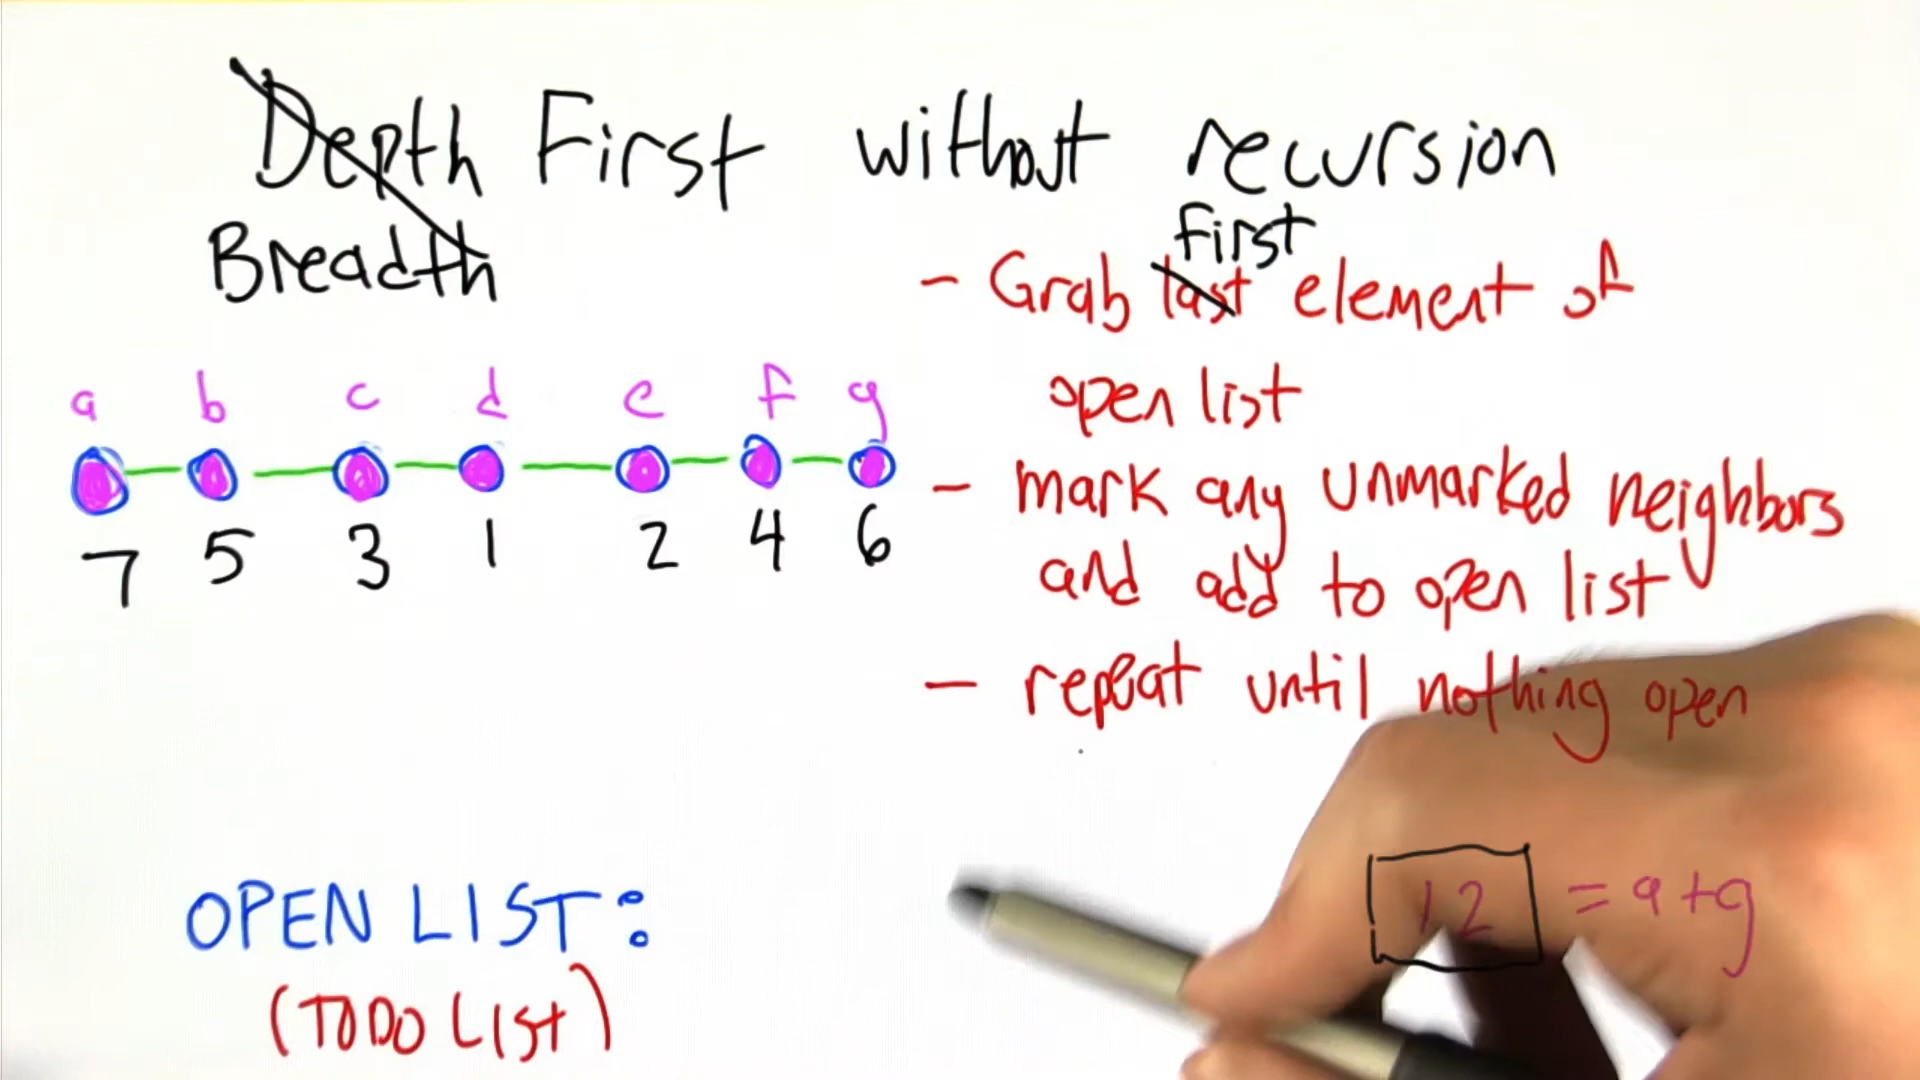 Depth First without recursion
Breadth
first
- Grab last element of
open list
- mark any unmarked neighbors
and add to open list
- repeat until nothing open
a b c d e f g
7 5 3 1 2 4 6
12 = a+g
OPEN LIST:
(TODO LIST)